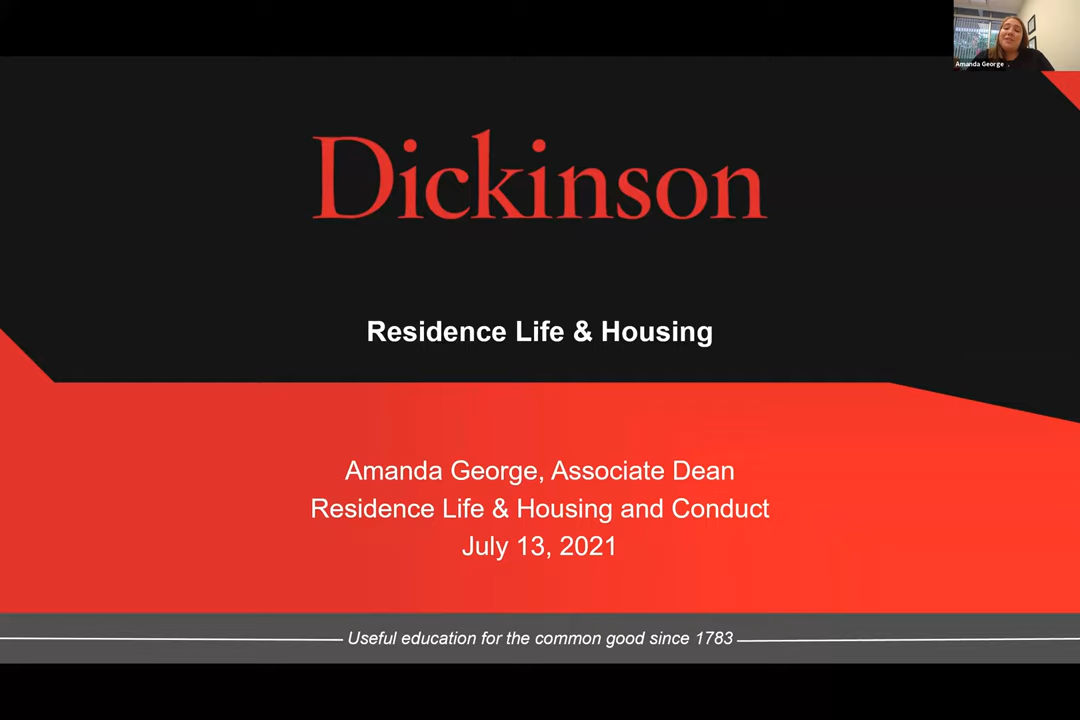 Amanda George
Dickinson
Residence Life & Housing
Amanda George, Associate Dean
Residence Life & Housing and Conduct
July 13, 2021
Useful education for the common good since 1783